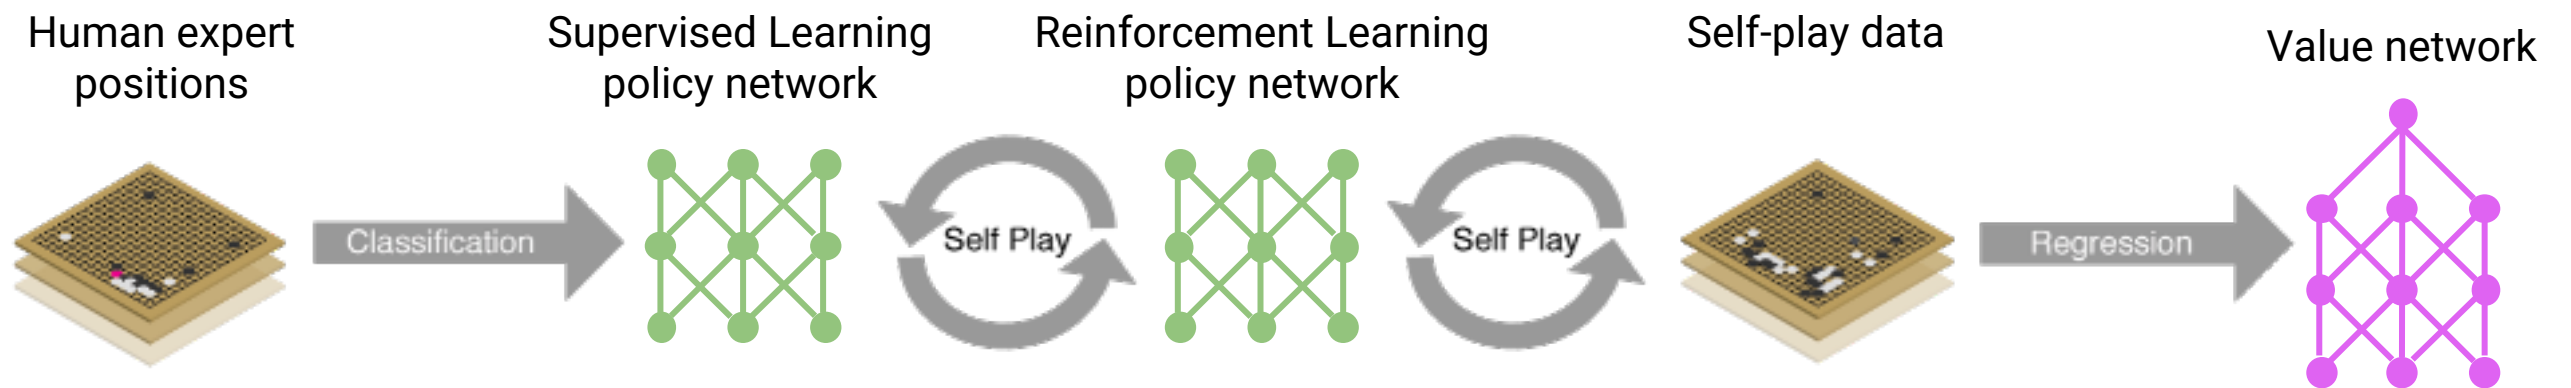 Human expert
positions
Supervised Learning
policy network
Reinforcement Learning
policy network
Self-play data
Value network
Classification
Self Play
Self Play
Regression